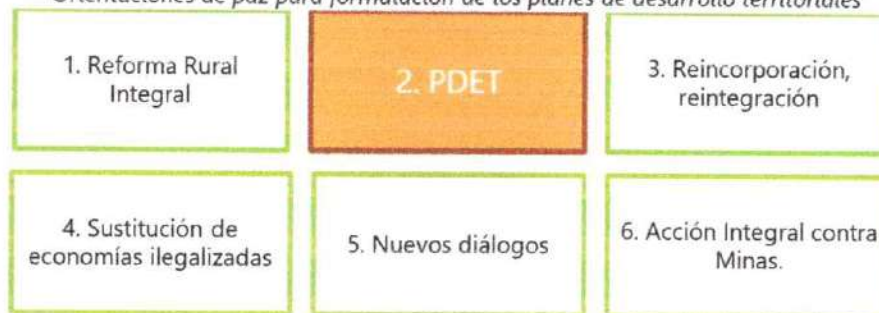 Orientaciones de paz para formulación de los planes de desarrollo territoriales
1. Reforma Rural
Integral
2. PDET
3. Reincorporación,
reintegración
4. Sustitución de
economías ilegalizadas
5. Nuevos diálogos
6. Acción Integral contra
Minas.